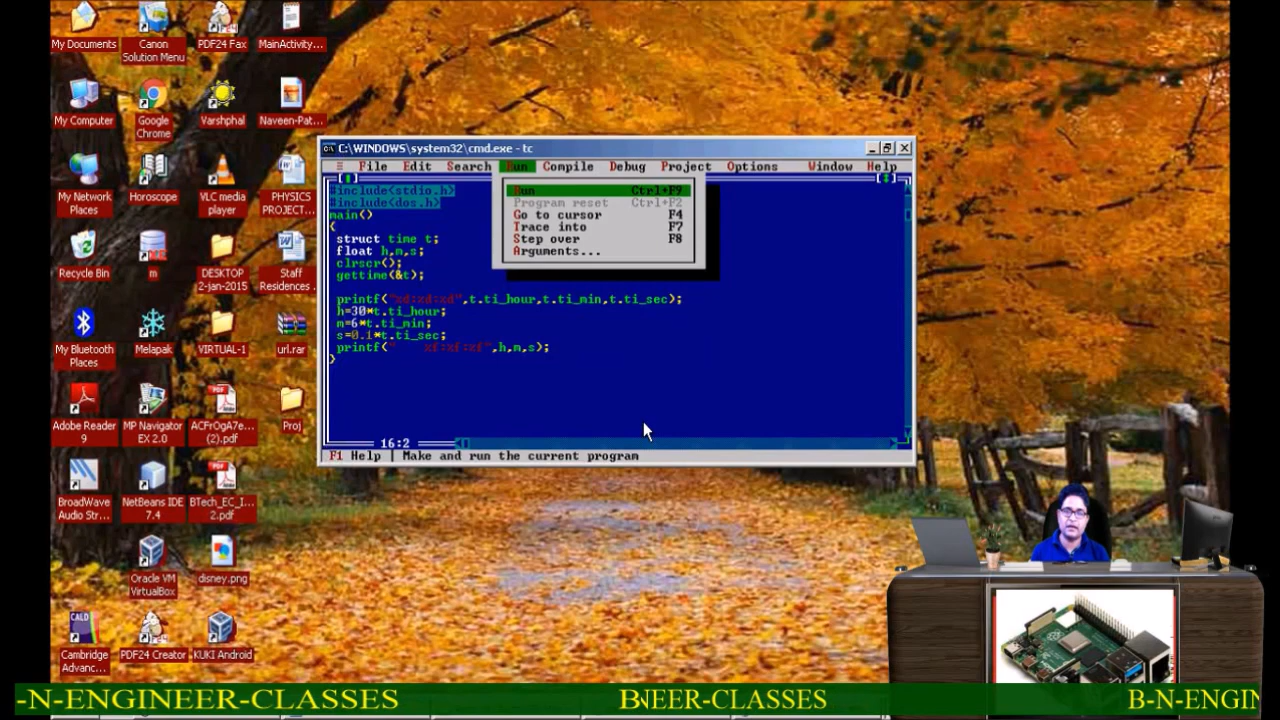 My Documents
Canon
Solution Menu
PDF24 Fax
MainActivity...
My Computer
Google
Chrome
Varshphal
Naveen-Pat...
My Network
Places
Horoscope
VLC media
player
PHYSICS
PROJECT...
Recycle Bin
m
DESKTOP
2-jan-2015
Staff
Residences .
My Bluetooth
Places
Melapak
VIRTUAL-1
url.rar
Adobe Reader
9
MP Navigator
EX 2.0
ACFrOgA7e...
(2).pdf
Proj
BroadWave
Audio Str...
NetBeans IDE
7.4
BTech_EC_I...
2.pdf
Oracle VM
VirtualBox
disney.png
CALD
Cambridge
Advanc...
PDF24 Creator
KUKI Android
C:\WINDOWS\system32\cmd.exe - tc
File Edit Search Run Compile Debug Project Options Window Help
Run Ctrl+F9
Program reset Ctrl+F2
Go to cursor F4
Trace into F7
Step over F8
Arguments...
#include<stdio.h>
#include<dos.h>
main()
{
struct time t;
float h,m,s;
clrscr();
gettime(&t);
printf("%d:%d:%d",t.ti_hour,t.ti_min,t.ti_sec);
h=30*t.ti_hour;
m=6*t.ti_min;
s=0.1*t.ti_sec;
printf(" %f:%f:%f",h,m,s);
}
16:2
F1 Help | Make and run the current program
-N-ENGINEER-CLASSES
BNEER-CLASSES
B-N-ENGIN